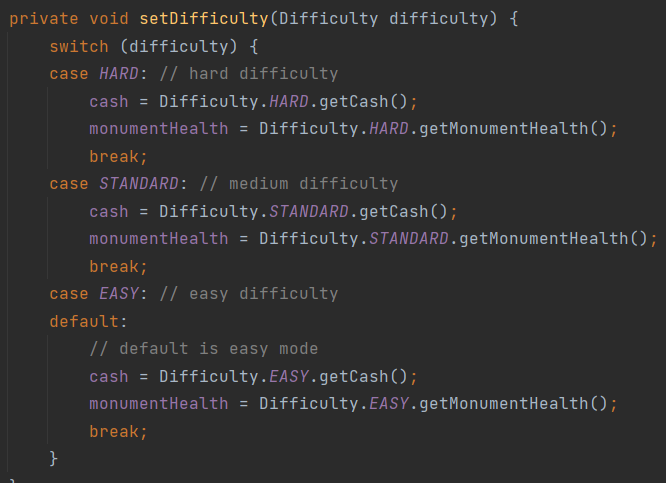 private void setDifficulty(Difficulty difficulty) {
    switch (difficulty) {
    case HARD: // hard difficulty
        cash = Difficulty.HARD.getCash();
        monumentHealth = Difficulty.HARD.getMonumentHealth();
        break;
    case STANDARD: // medium difficulty
        cash = Difficulty.STANDARD.getCash();
        monumentHealth = Difficulty.STANDARD.getMonumentHealth();
        break;
    case EASY: // easy difficulty
    default:
        // default is easy mode
        cash = Difficulty.EASY.getCash();
        monumentHealth = Difficulty.EASY.getMonumentHealth();
        break;
    }
}